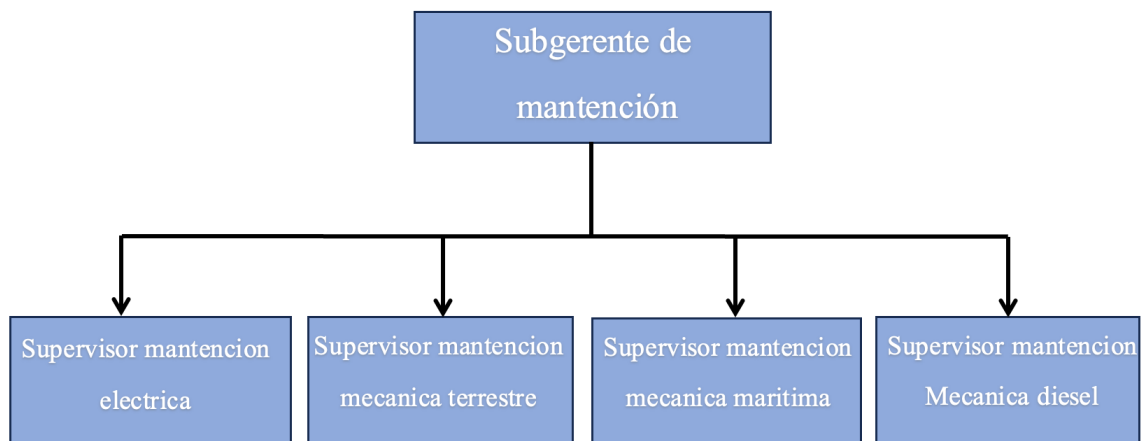 Subgerente de
mantención
Supervisor mantencion
electrica
Supervisor mantencion
mecanica terrestre
Supervisor mantencion
mecanica maritima
Supervisor mantencion
Mecanica diesel